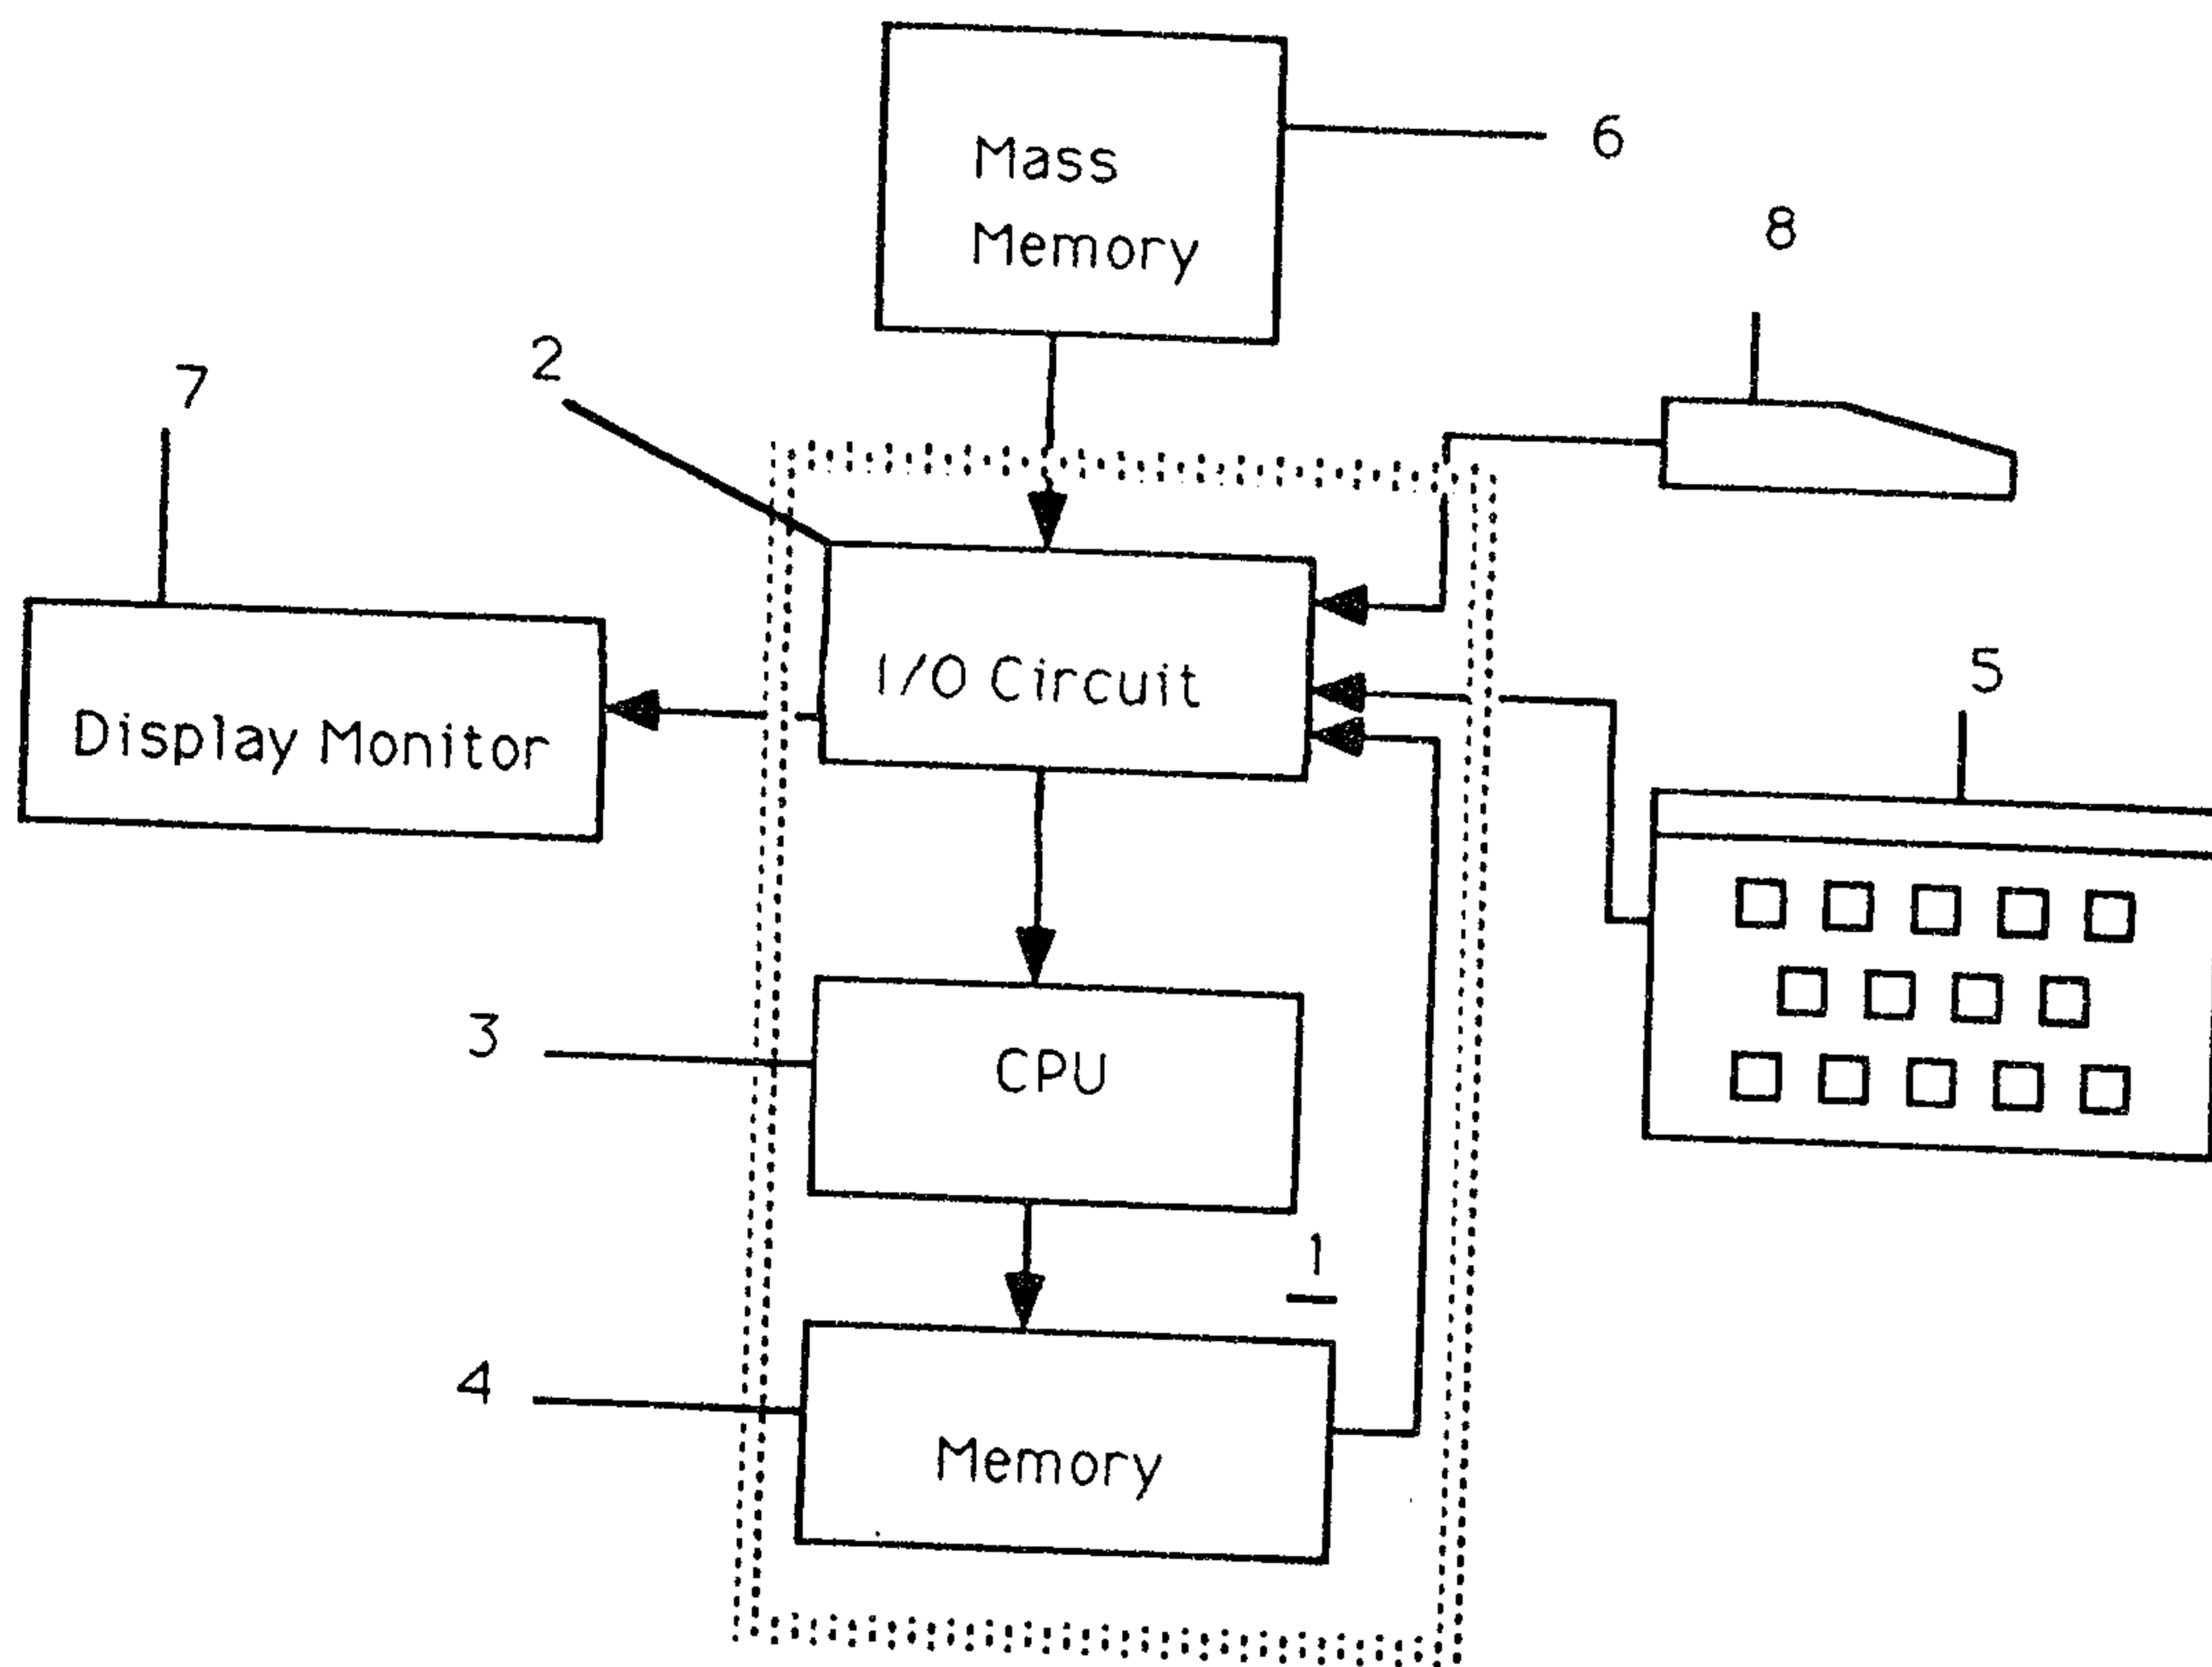 Mass
Memory
6
8
2
7
I/O Circuit
Display Monitor
5
3
CPU
1
4
Memory